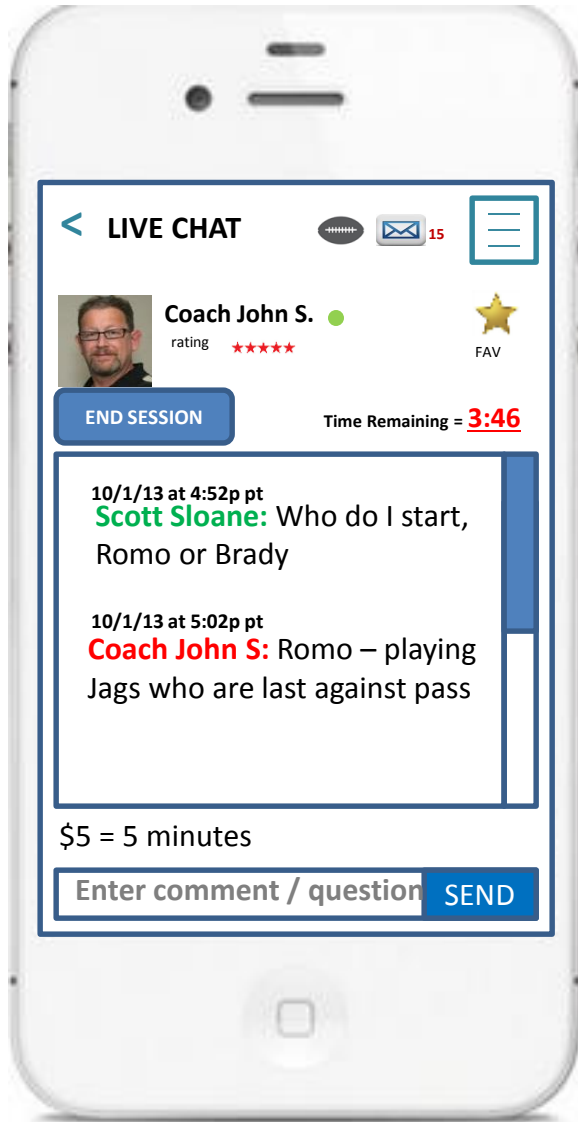 < LIVE CHAT 15
Coach John S.
rating ★★★★★
FAV
END SESSION
Time Remaining = 3:46
10/1/13 at 4:52p pt
Scott Sloane: Who do I start,
Romo or Brady
10/1/13 at 5:02p pt
Coach John S: Romo – playing
Jags who are last against pass
$5 = 5 minutes
Enter comment / question SEND